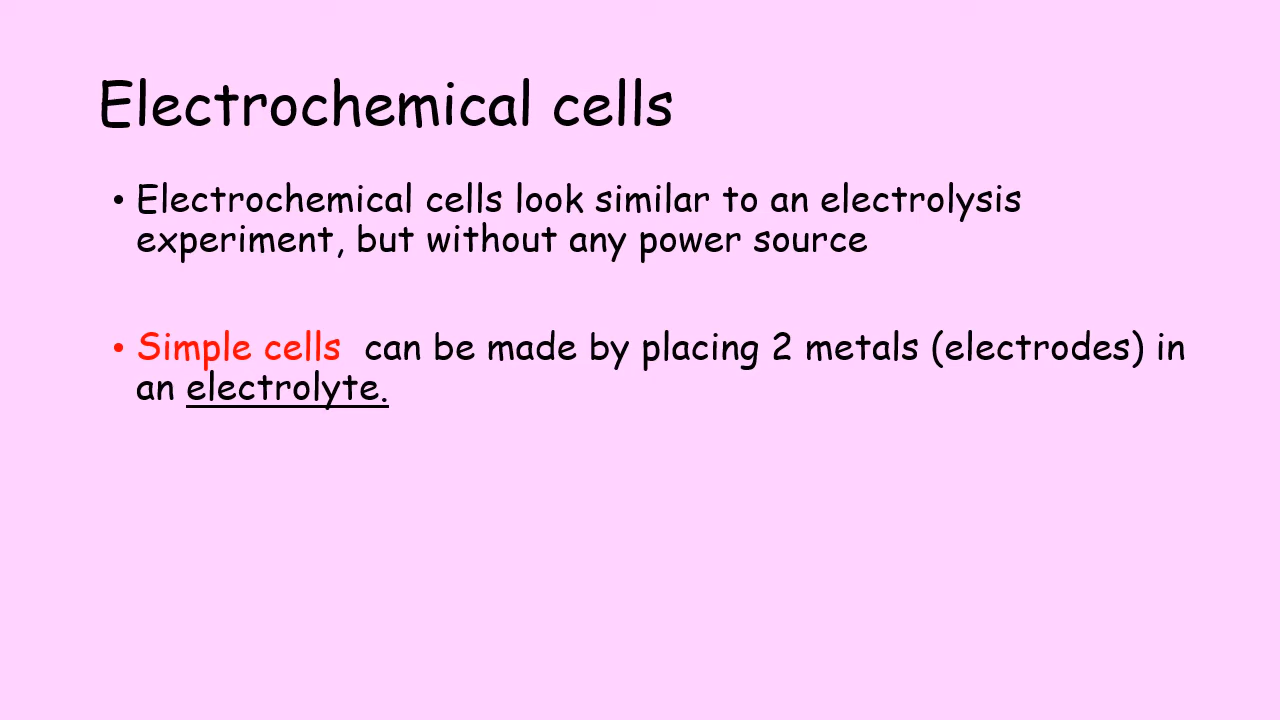 Electrochemical cells
• Electrochemical cells look similar to an electrolysis
experiment, but without any power source
• Simple cells  can be made by placing 2 metals (electrodes) in
an electrolyte.